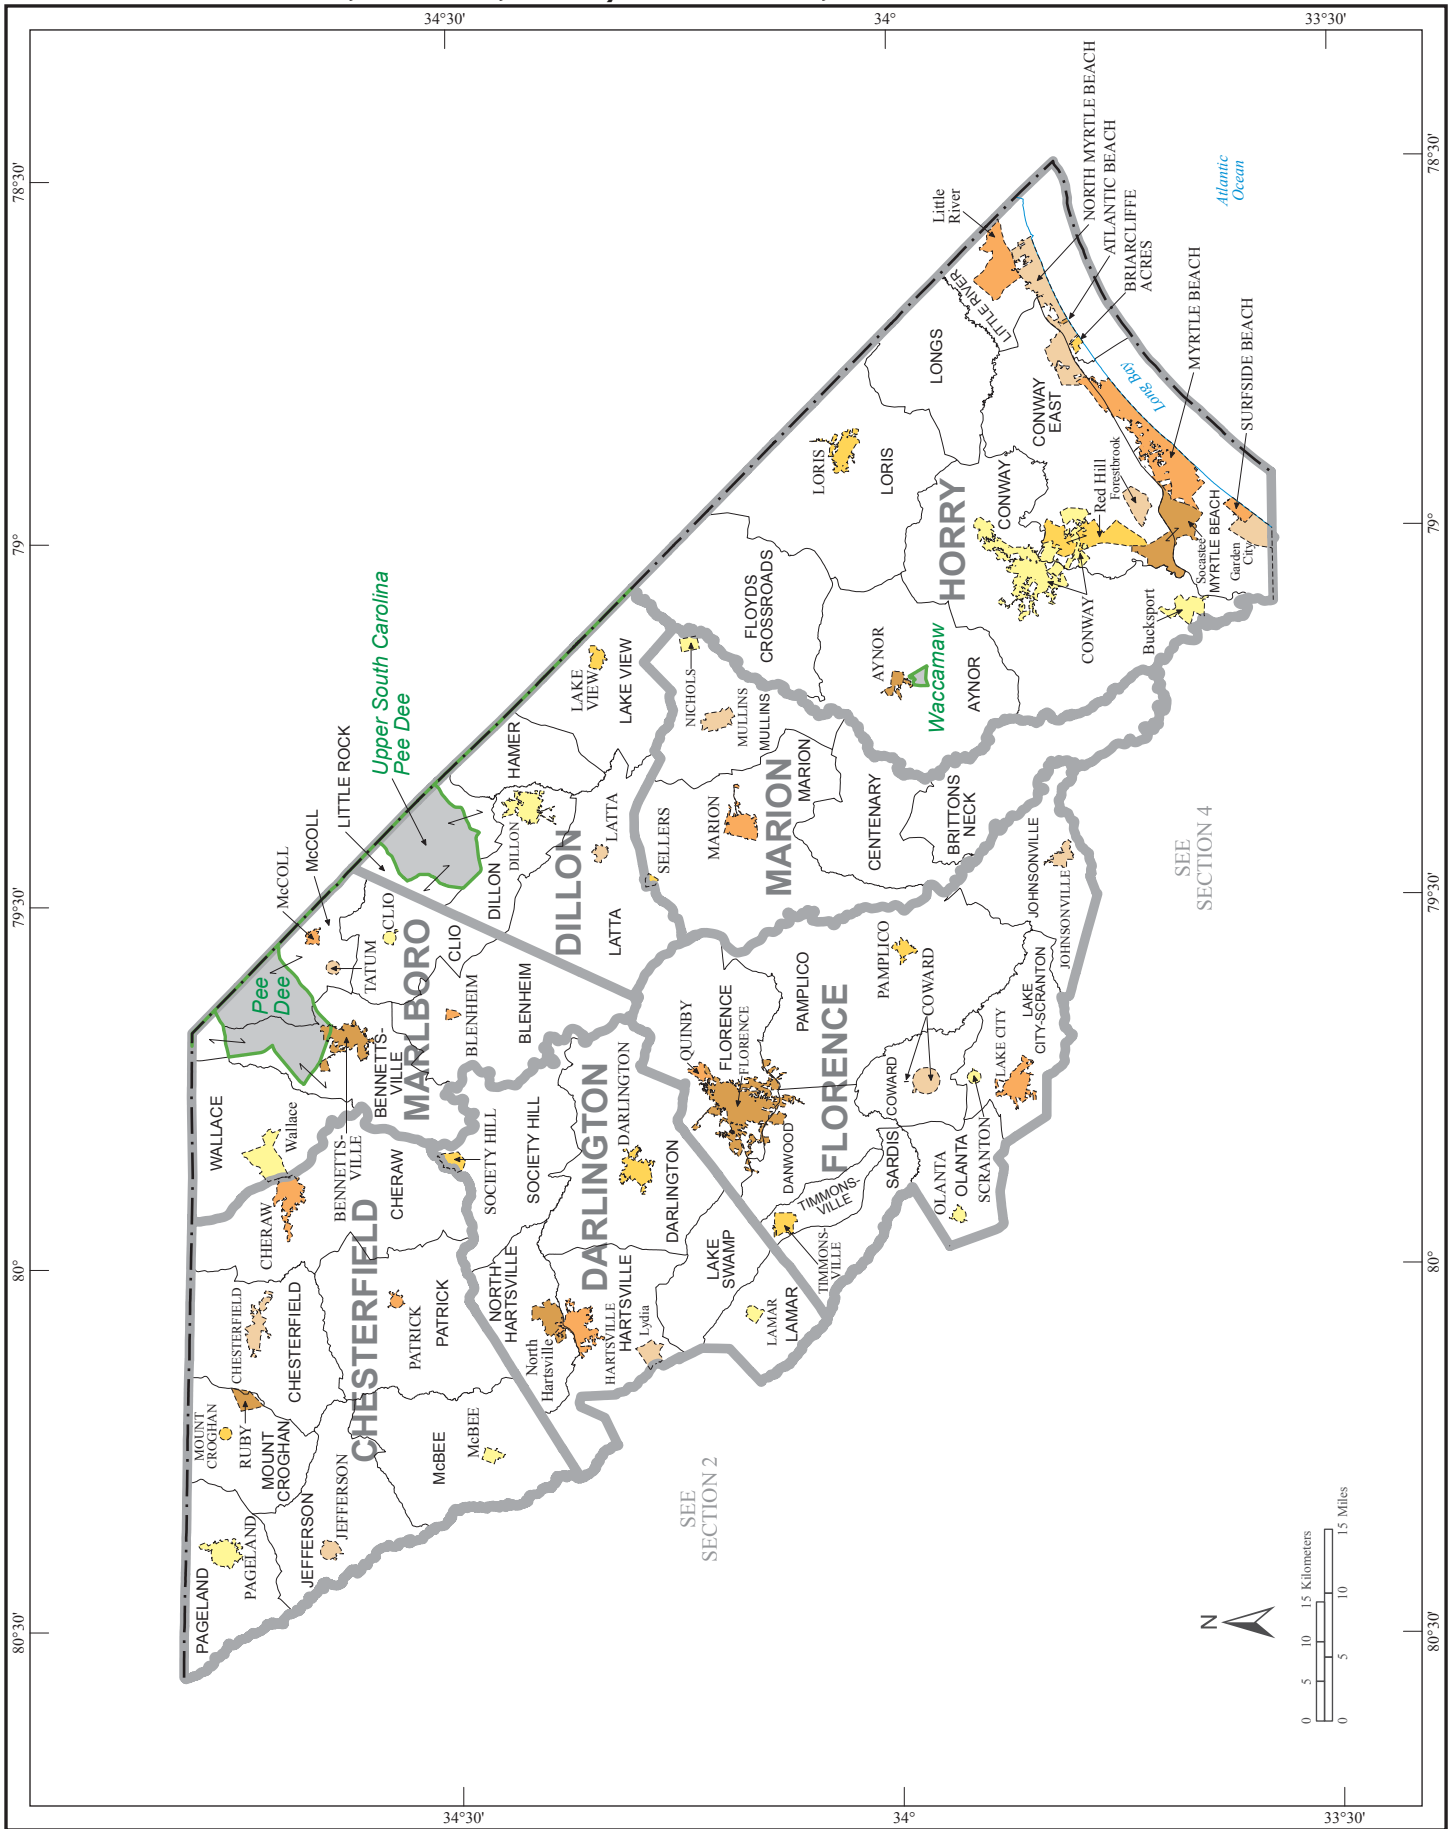 34°30'
34°
33°30'
78°30'
79°
79°30'
80°
80°30'
78°30'
79°
79°30'
80°
80°30'
34°30'
34°
33°30'
Atlantic
Ocean
Long Bay
Little
River
NORTH MYRTLE BEACH
ATLANTIC BEACH
BRIARCLIFFE
ACRES
MYRTLE BEACH
SURFSIDE BEACH
LITTLE RIVER
LONGS
CONWAY
EAST
LORIS
LORIS
HORRY
CONWAY
Red Hill
Forestbrook
Socastee
MYRTLE BEACH
Garden
City
CONWAY
Bucksport
FLOYDS
CROSSROADS
AYNOR
Waccamaw
AYNOR
Upper South Carolina
Pee Dee
LITTLE ROCK
HAMER
LAKE
VIEW
LAKE VIEW
DILLON
DILLON
LATTA
DILLON
LATTA
NICHOLS
MULLINS
MULLINS
SELLERS
MARION
MARION
MARION
CENTENARY
BRITTONS
NECK
SEE
SECTION 4
McCOLL
McCOLL
Pee
Dee
TATUM
CLIO
CLIO
MARLBORO
BLENHEIM
BLENHEIM
BENNETTS-
VILLE
BENNETTS-
VILLE
WALLACE
Wallace
CHERAW
CHERAW
CHESTERFIELD
CHESTERFIELD
CHESTERFIELD
PATRICK
PATRICK
MOUNT
CROGHAN
RUBY
MOUNT
CROGHAN
PAGELAND
PAGELAND
JEFFERSON
JEFFERSON
McBEE
McBEE
SOCIETY HILL
SOCIETY HILL
DARLINGTON
DARLINGTON
DARLINGTON
NORTH
HARTSVILLE
North
Hartsville
HARTSVILLE
HARTSVILLE
Lydia
LAKE
SWAMP
LAMAR
LAMAR
QUINBY
FLORENCE
FLORENCE
FLORENCE
DANWOOD
TIMMONS-
VILLE
TIMMONS-
VILLE
SARDIS
COWARD
COWARD
PAMPLICO
PAMPLICO
OLANTA
OLANTA
SCRANTON
LAKE CITY
LAKE
CITY-SCRANTON
JOHNSONVILLE
JOHNSONVILLE
SEE
SECTION 2
N
0 5 10 15 Kilometers
0 5 10 15 Miles